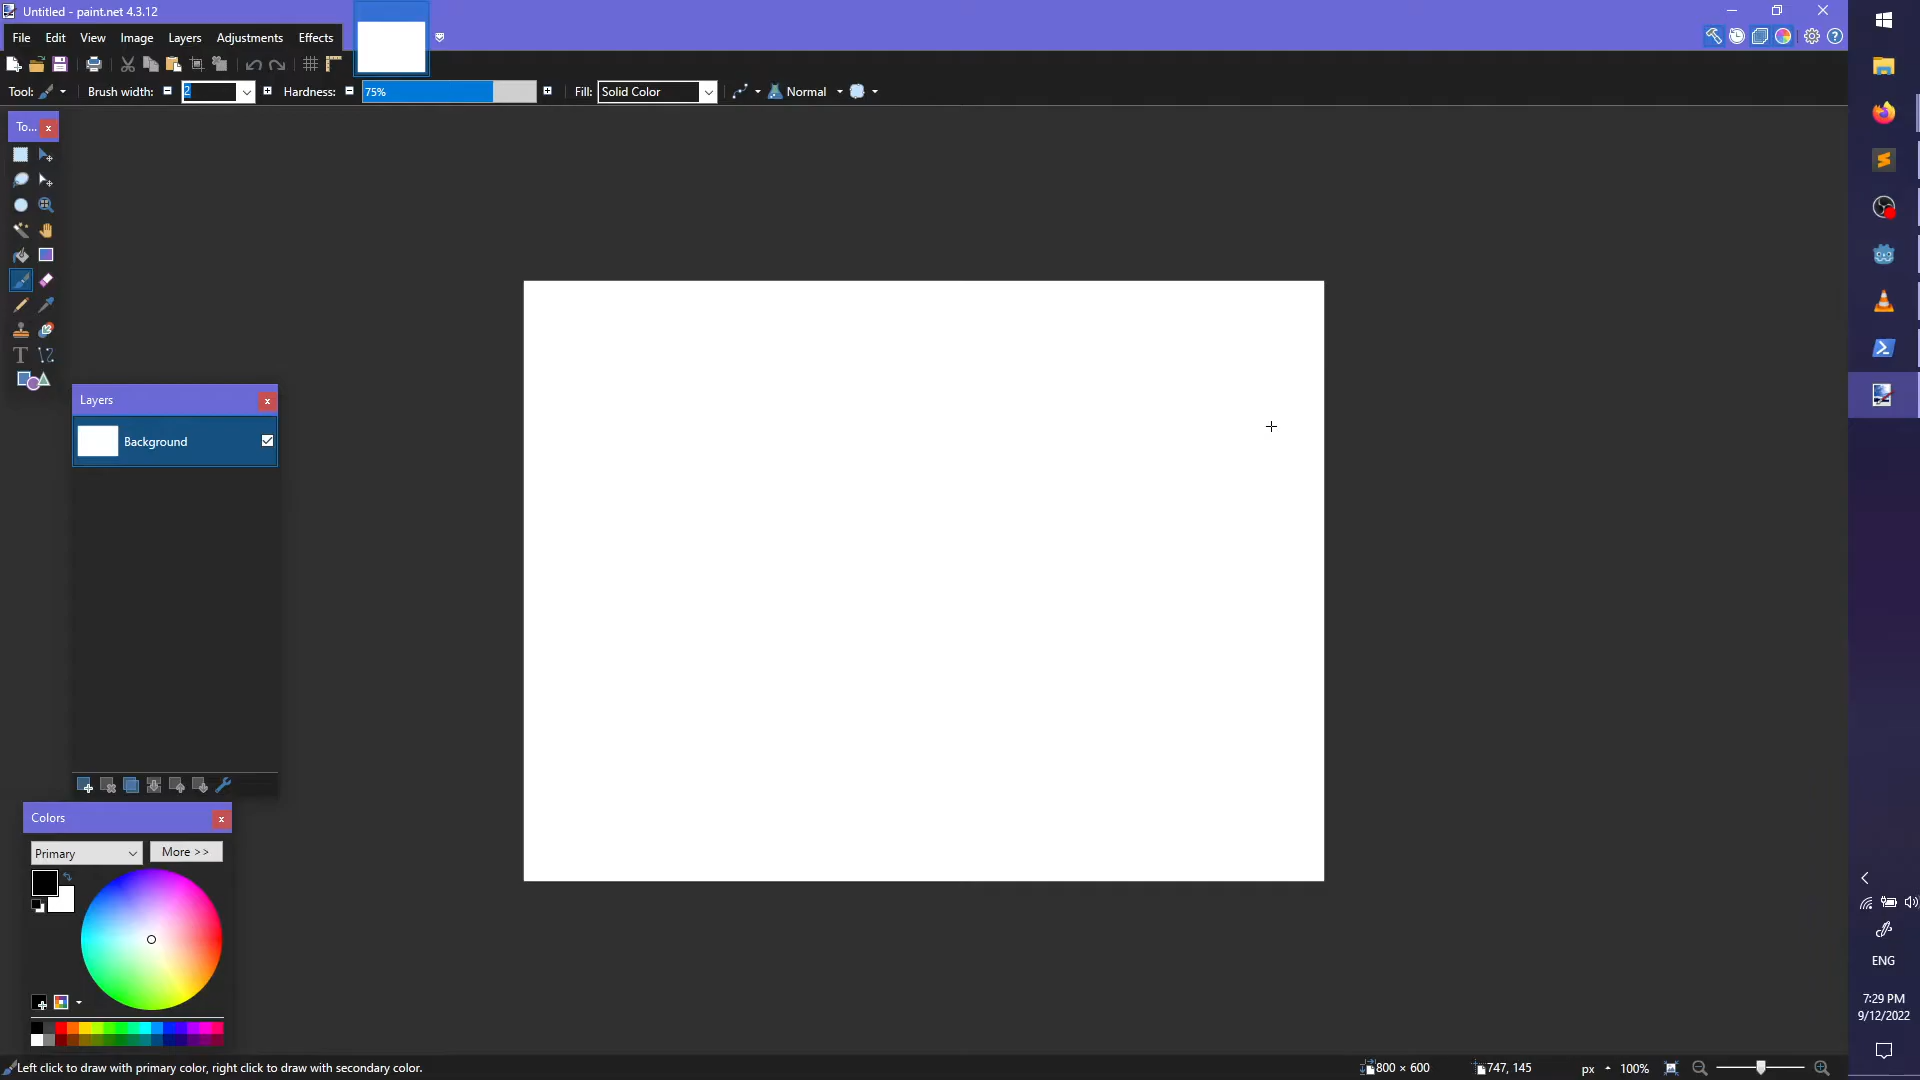 Untitled - paint.net 4.3.12
File Edit View Image Layers Adjustments Effects
Tool: Brush width: 2 Hardness: 75% Fill: Solid Color Normal
To...
Layers
Background
Colors
Primary More >>
ENG
7:29 PM
9/12/2022
Left click to draw with primary color, right click to draw with secondary color. 800 × 600 747, 145 px 100%